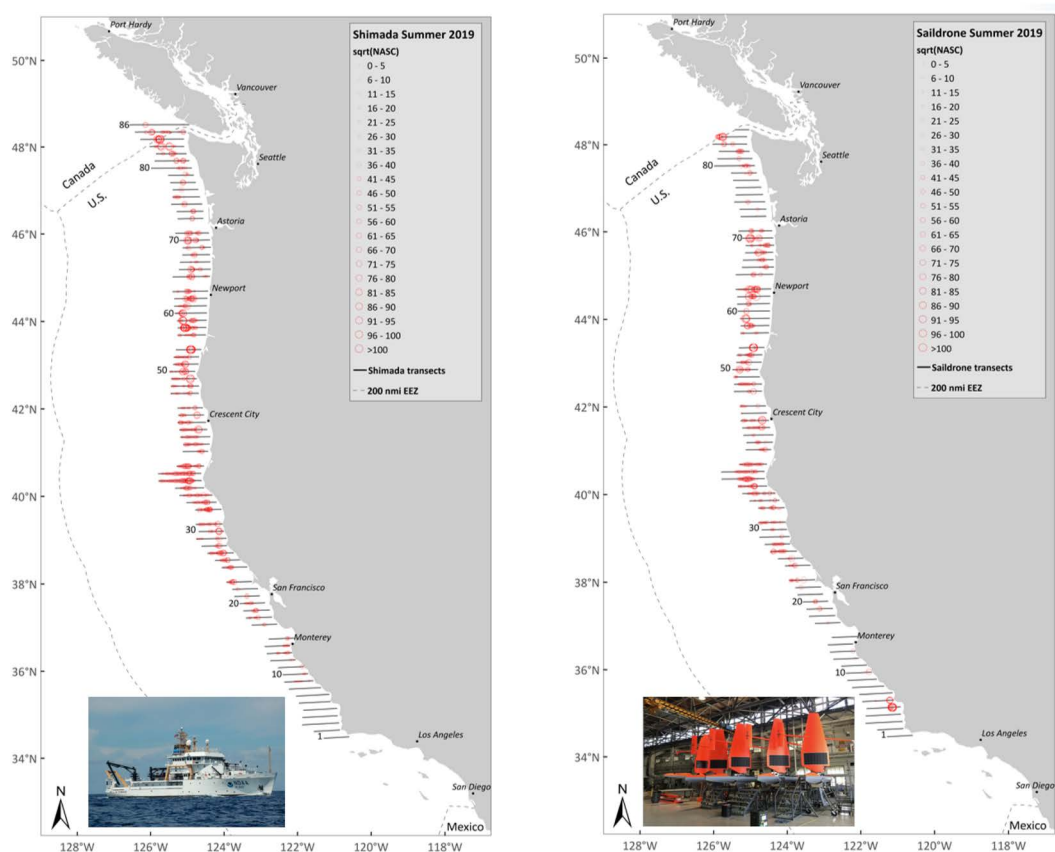 Port Hardy
50°N
Vancouver
86
48°N
Seattle
80
Canada
U.S.
Astoria
46°N
70
Newport
60
44°N
50
42°N
Crescent City
40°N
30
38°N
San Francisco
20
Monterey
36°N
10
1
Los Angeles
34°N
San Diego
N
Mexico
128°W
126°W
124°W
122°W
120°W
118°W
Shimada Summer 2019
sqrt(NASC)
0 - 5
6 - 10
11 - 15
16 - 20
21 - 25
26 - 30
31 - 35
36 - 40
41 - 45
46 - 50
51 - 55
56 - 60
61 - 65
66 - 70
71 - 75
76 - 80
81 - 85
86 - 90
91 - 95
96 - 100
>100
Shimada transects
200 nmi EEZ
Port Hardy
50°N
Vancouver
48°N
Seattle
80
Canada
U.S.
Astoria
46°N
70
Newport
60
44°N
50
42°N
Crescent City
40°N
30
38°N
San Francisco
20
Monterey
36°N
10
1
Los Angeles
34°N
San Diego
N
Mexico
128°W
126°W
124°W
122°W
120°W
118°W
Saildrone Summer 2019
sqrt(NASC)
0 - 5
6 - 10
11 - 15
16 - 20
21 - 25
26 - 30
31 - 35
36 - 40
41 - 45
46 - 50
51 - 55
56 - 60
61 - 65
66 - 70
71 - 75
76 - 80
81 - 85
86 - 90
91 - 95
96 - 100
>100
Saildrone transects
200 nmi EEZ